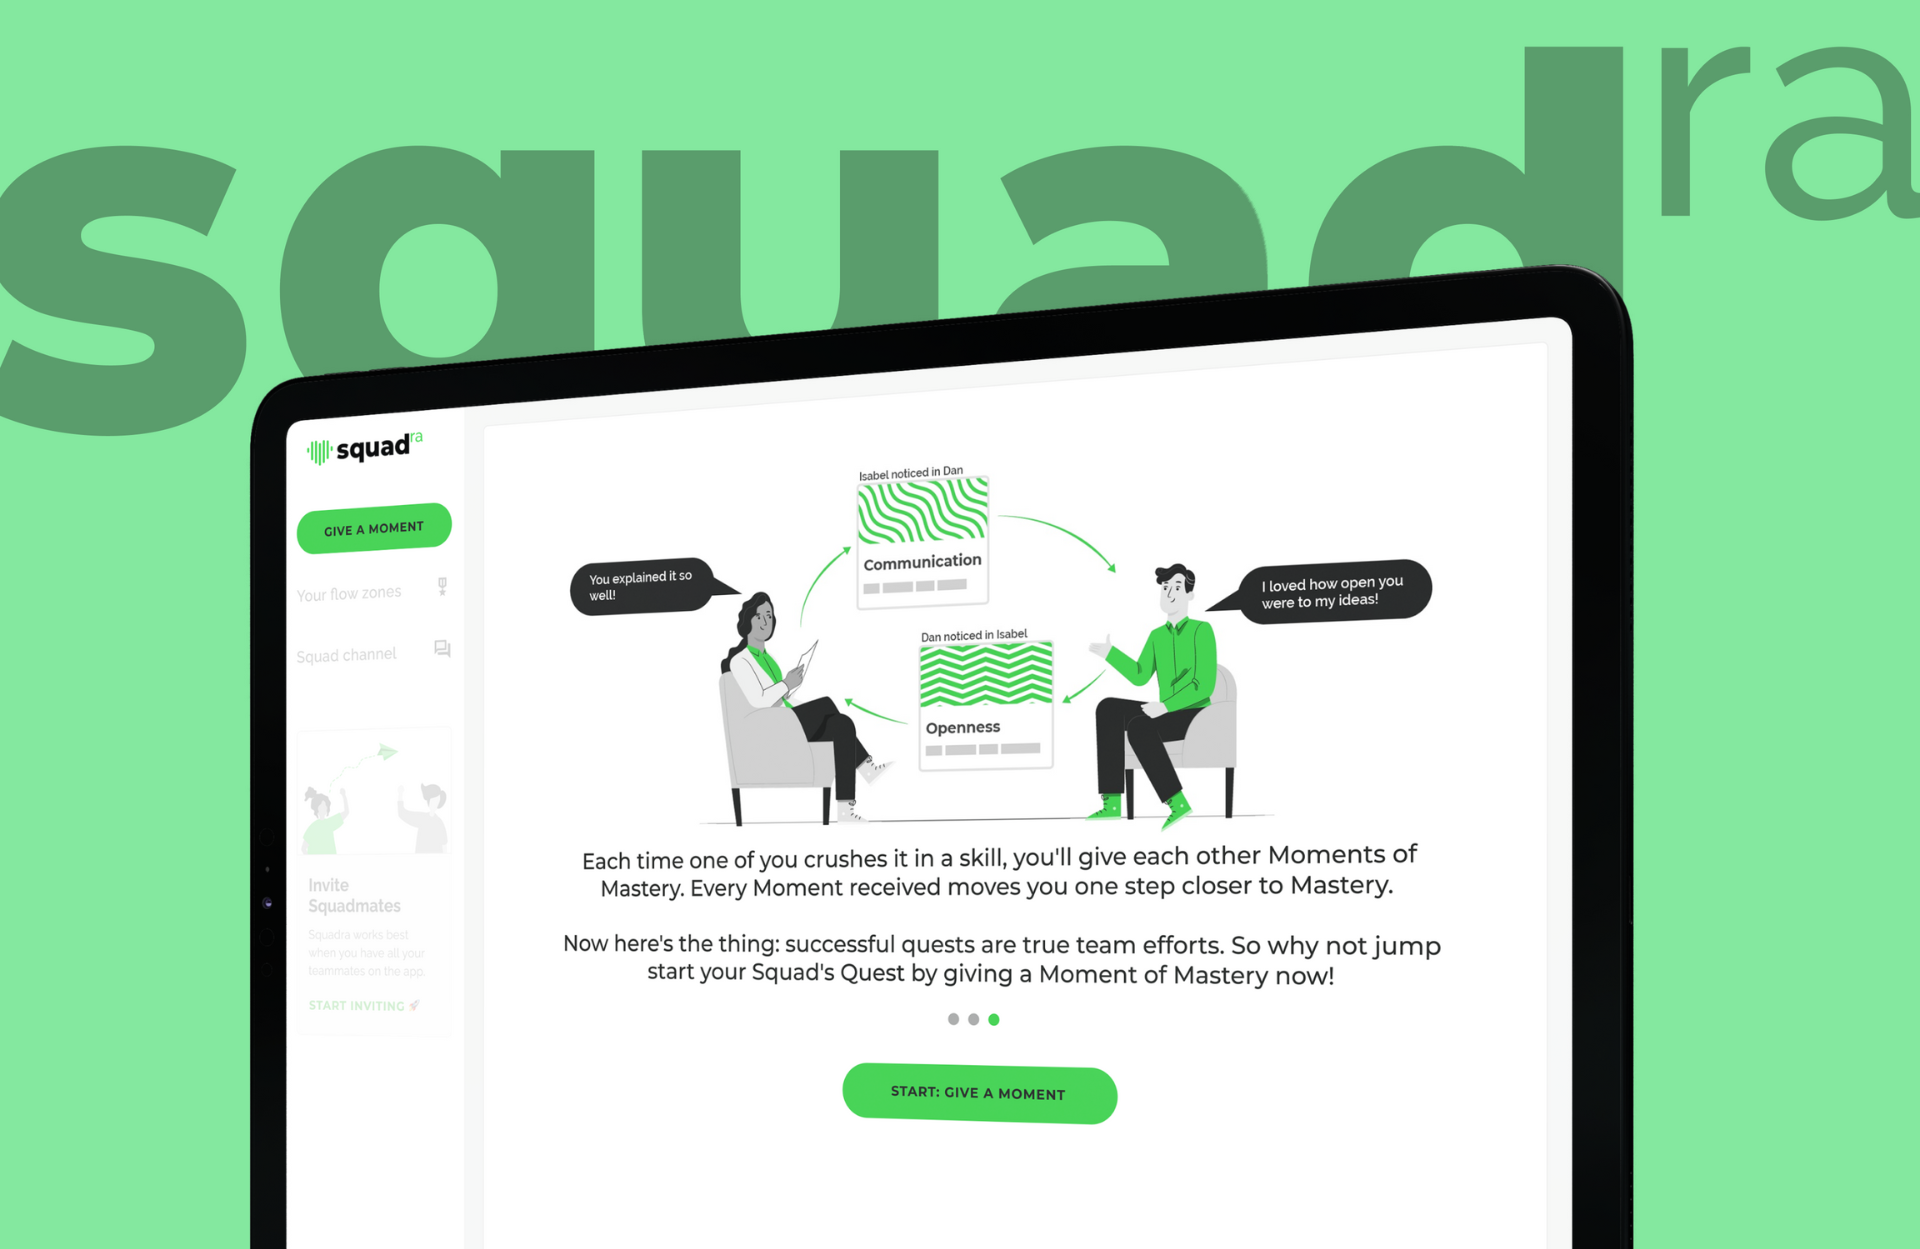 squadra
squadra
GIVE A MOMENT
Your flow zones
Squad channel
Invite
Squadmates
Squadra works best
when you have all your
teammates on the app.
START INVITING
Isabel noticed in Dan
Communication
You explained it so
well!
I loved how open you
were to my ideas!
Dan noticed in Isabel
Openness
Each time one of you crushes it in a skill, you'll give each other Moments of
Mastery. Every Moment received moves you one step closer to Mastery.
Now here's the thing: successful quests are true team efforts. So why not jump
start your Squad's Quest by giving a Moment of Mastery now!
START: GIVE A MOMENT